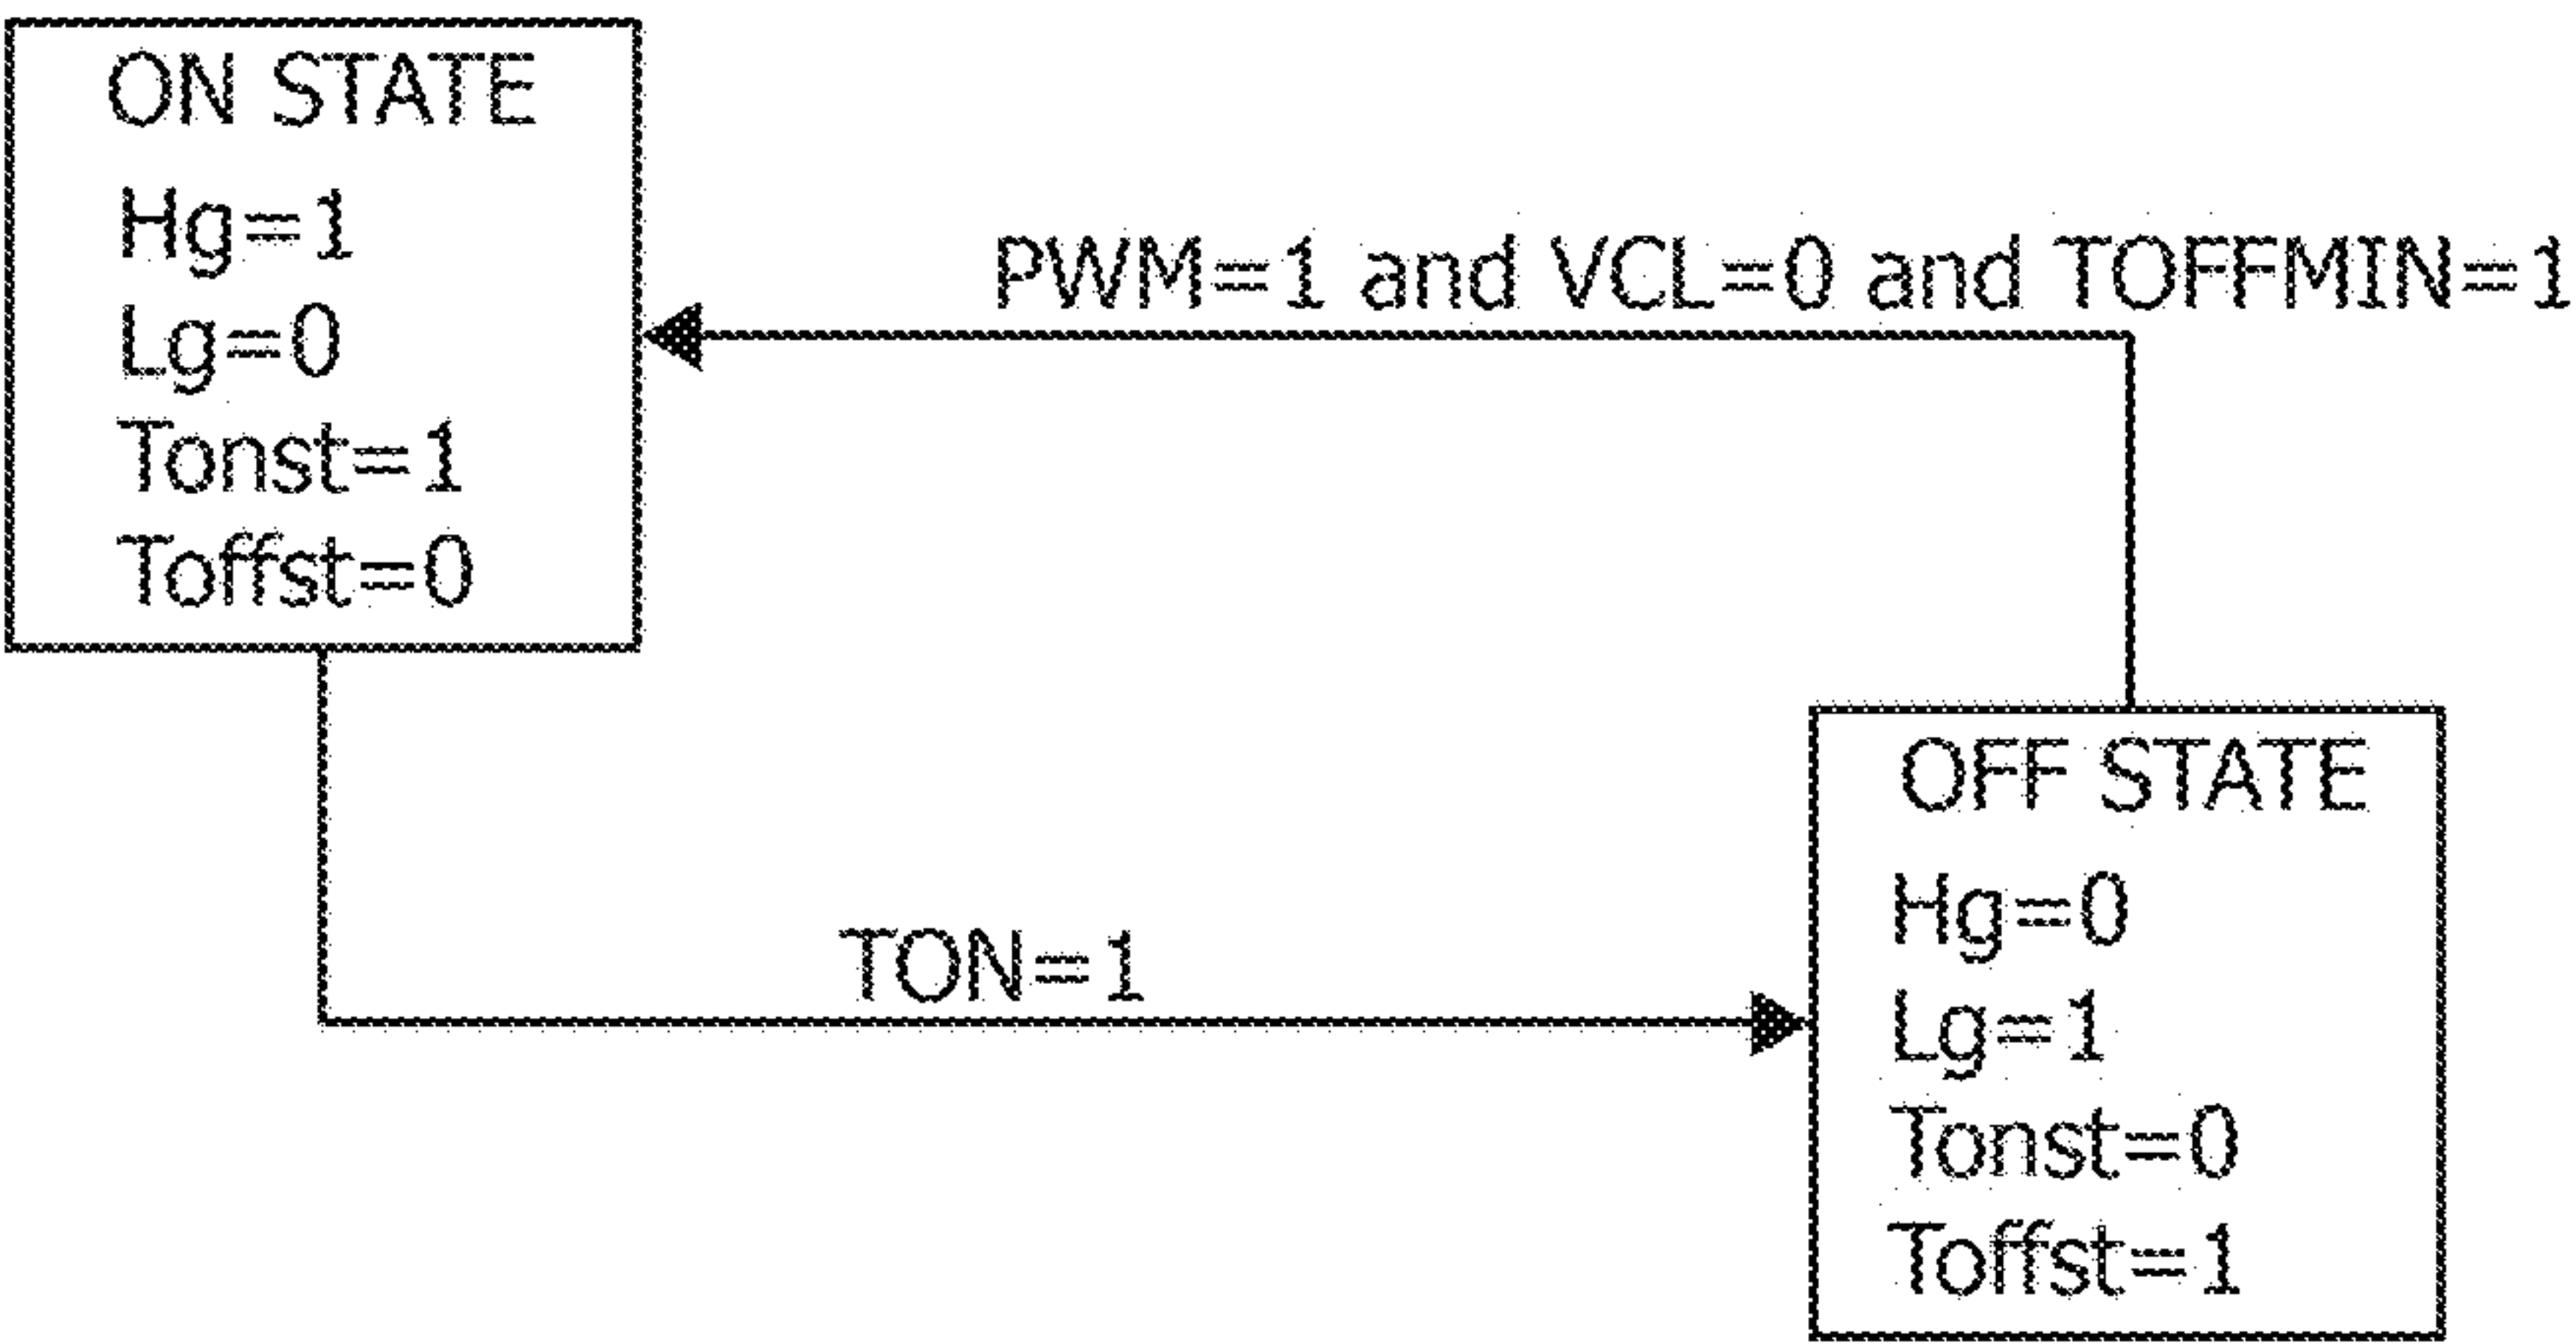 ON STATE
Hg=1
Lg=0
Tonst=1
Toffst=0
PWM=1 and VCL=0 and TOFFMIN=1
TON=1
OFF STATE
Hg=0
Lg=1
Tonst=0
Toffst=1